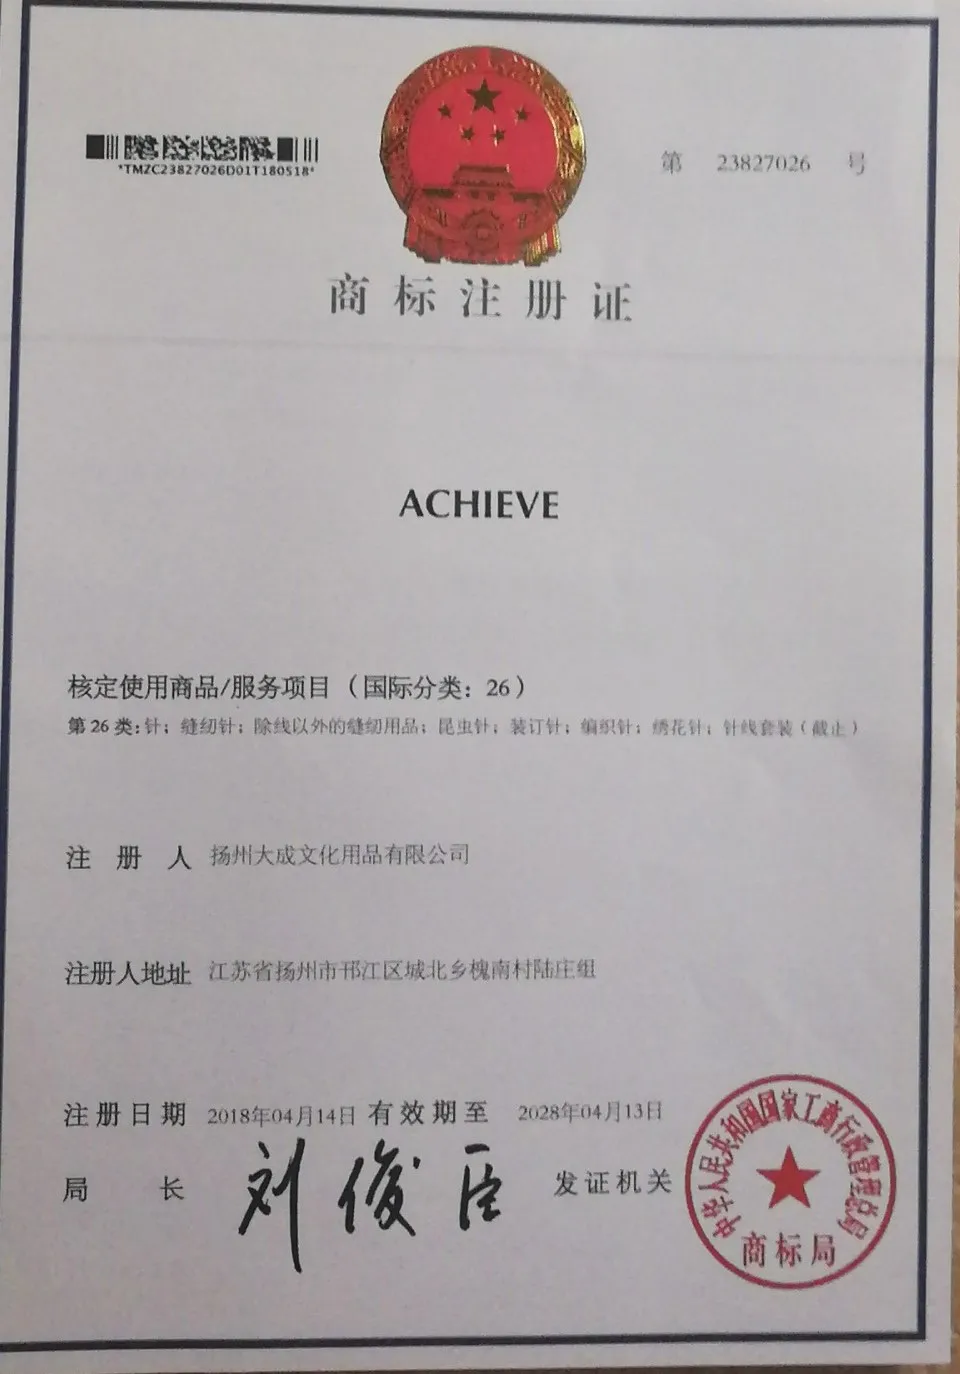 *TMZC23827026D01T180518*
第 23827026 号
商标注册证
ACHIEVE
核定使用商品/服务项目（国际分类：26）
第26类:针；缝纫针；除线以外的缝纫用品；昆虫针；装订针；编织针；绣花针；针线套装（截止）
注册人 扬州大成文化用品有限公司
注册人地址 江苏省扬州市邗江区城北乡槐南村陆庄组
注册日期 2018年04月14日 有效期至 2028年04月13日
局长 刘俊臣 发证机关
中华人民共和国国家工商行政管理总局
商标局